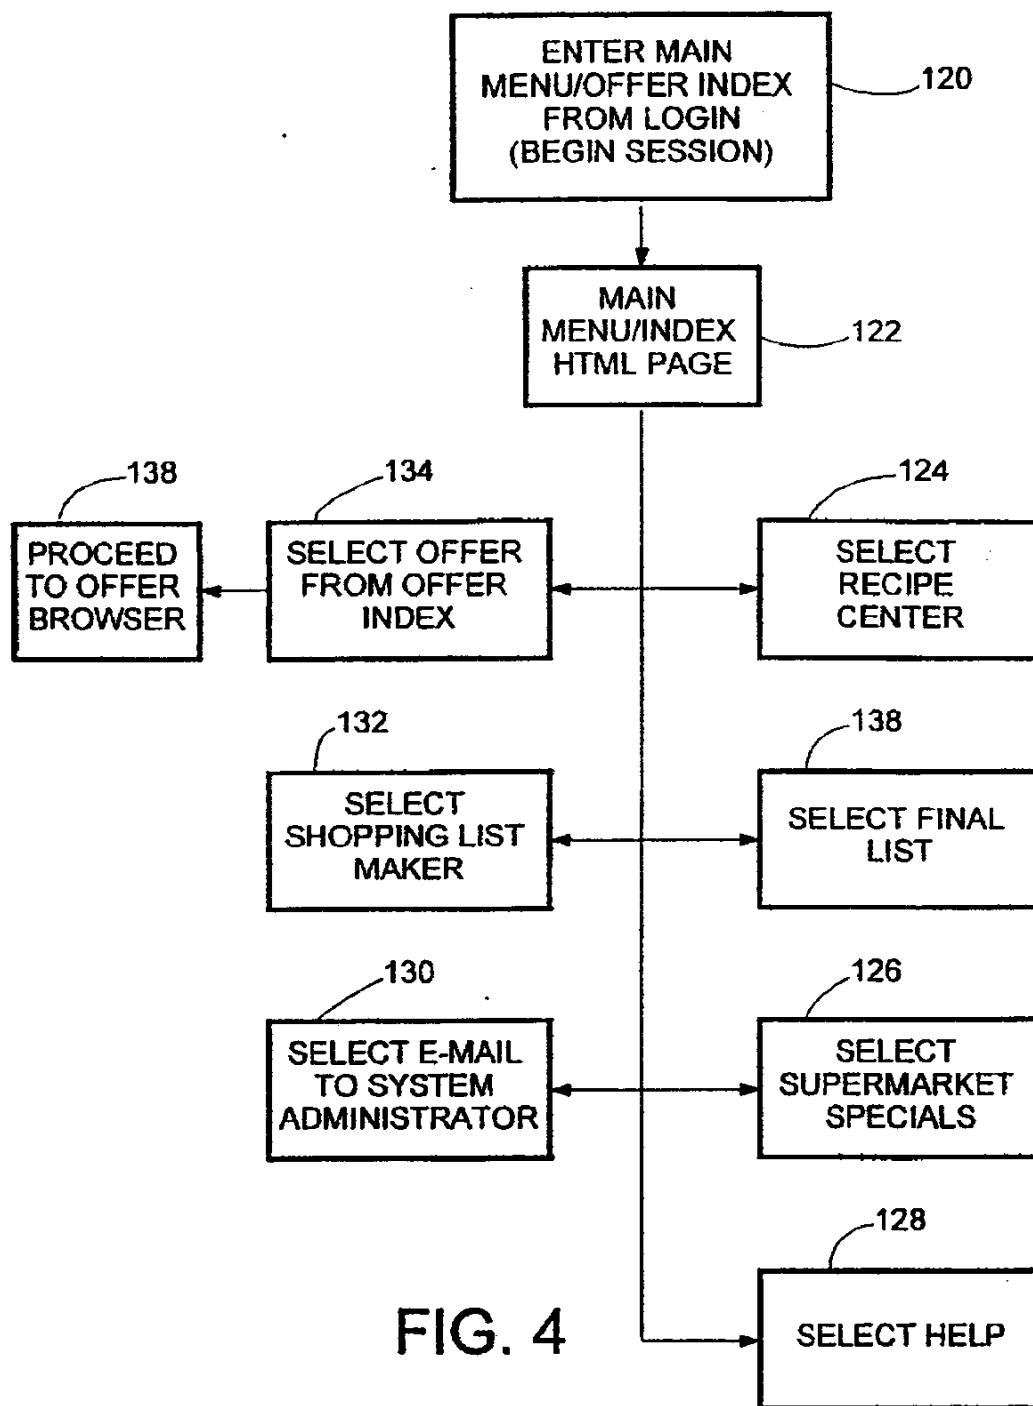 ENTER MAIN
MENU/OFFER INDEX
FROM LOGIN
(BEGIN SESSION)
120
MAIN
MENU/INDEX
HTML PAGE
122
138
PROCEED
TO OFFER
BROWSER
134
SELECT OFFER
FROM OFFER
INDEX
124
SELECT
RECIPE
CENTER
132
SELECT
SHOPPING LIST
MAKER
138
SELECT FINAL
LIST
130
SELECT E-MAIL
TO SYSTEM
ADMINISTRATOR
126
SELECT
SUPERMARKET
SPECIALS
128
SELECT HELP
FIG. 4